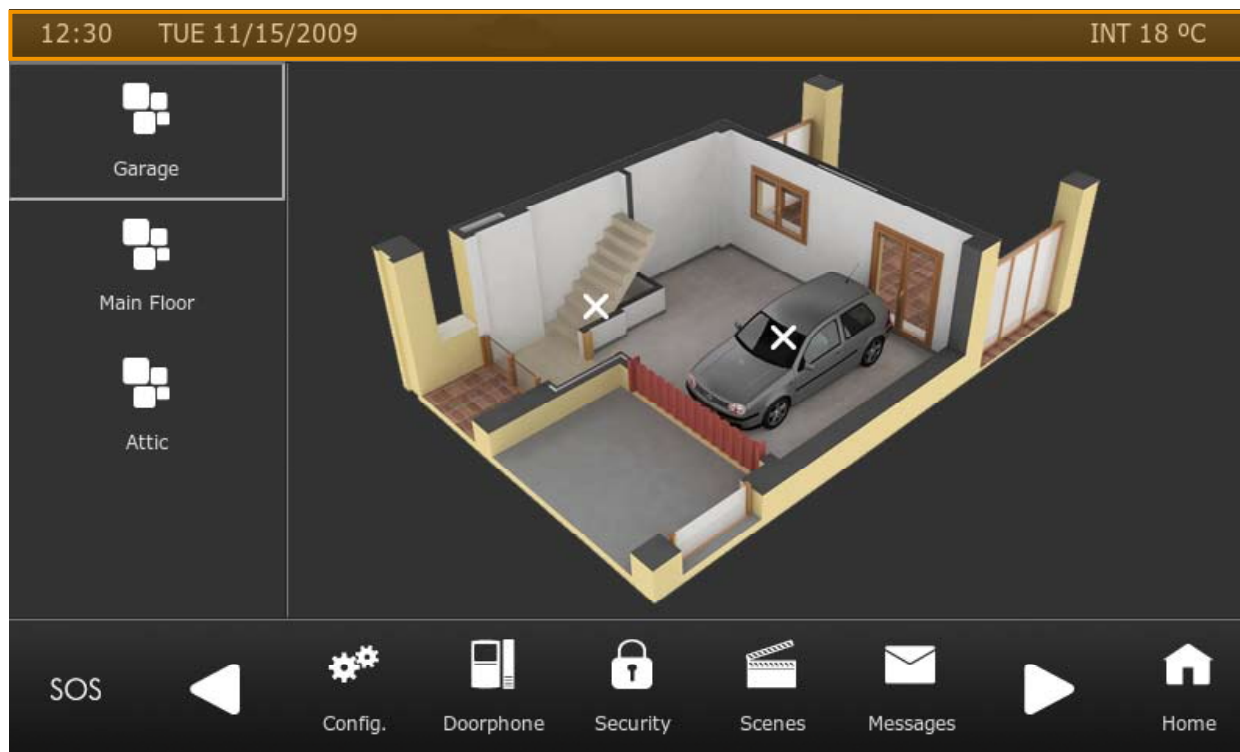 12:30 TUE 11/15/2009 INT 18 ºC
Garage
Main Floor
Attic
SOS Config. Doorphone Security Scenes Messages Home